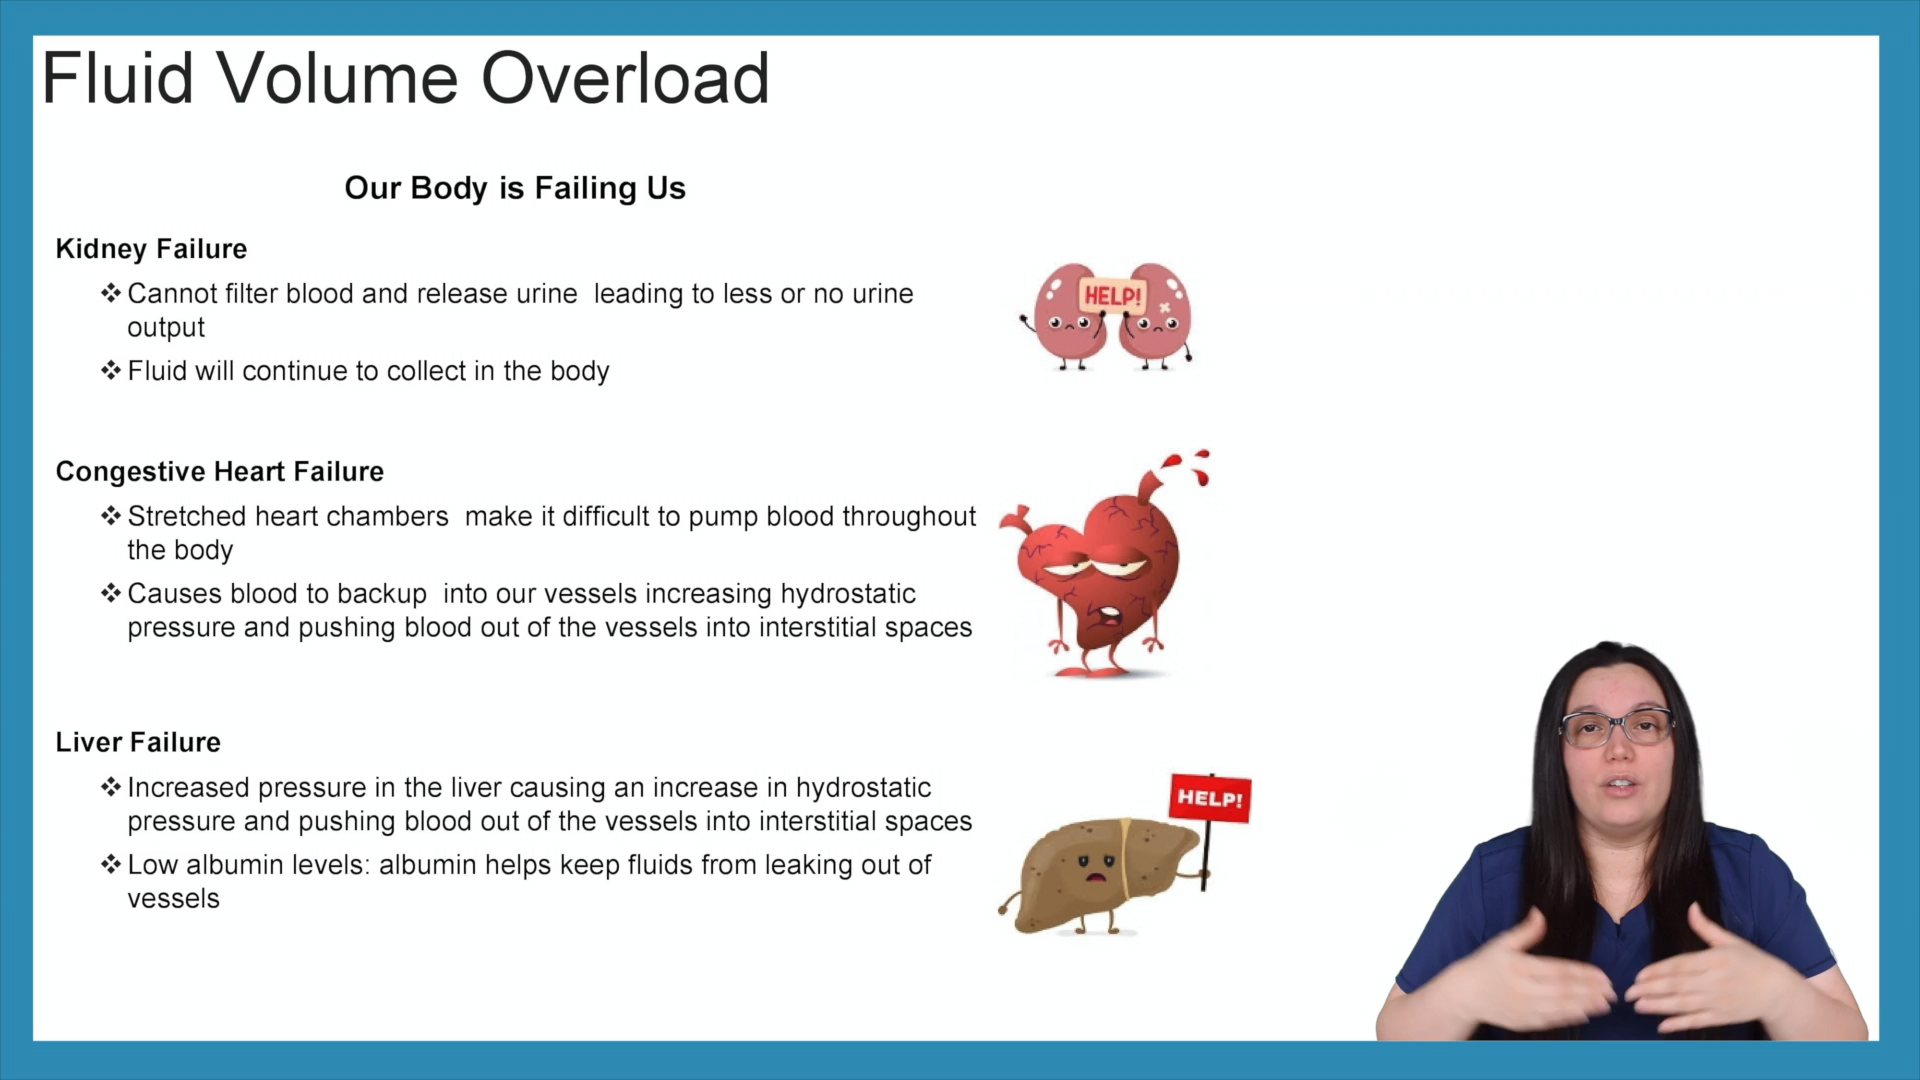 Fluid Volume Overload
Our Body is Failing Us
Kidney Failure
❖ Cannot filter blood and release urine  leading to less or no urine
output
❖ Fluid will continue to collect in the body
HELP!
Congestive Heart Failure
❖ Stretched heart chambers  make it difficult to pump blood throughout
the body
❖ Causes blood to backup  into our vessels increasing hydrostatic
pressure and pushing blood out of the vessels into interstitial spaces
Liver Failure
❖ Increased pressure in the liver causing an increase in hydrostatic
pressure and pushing blood out of the vessels into interstitial spaces
❖ Low albumin levels: albumin helps keep fluids from leaking out of
vessels
HELP!